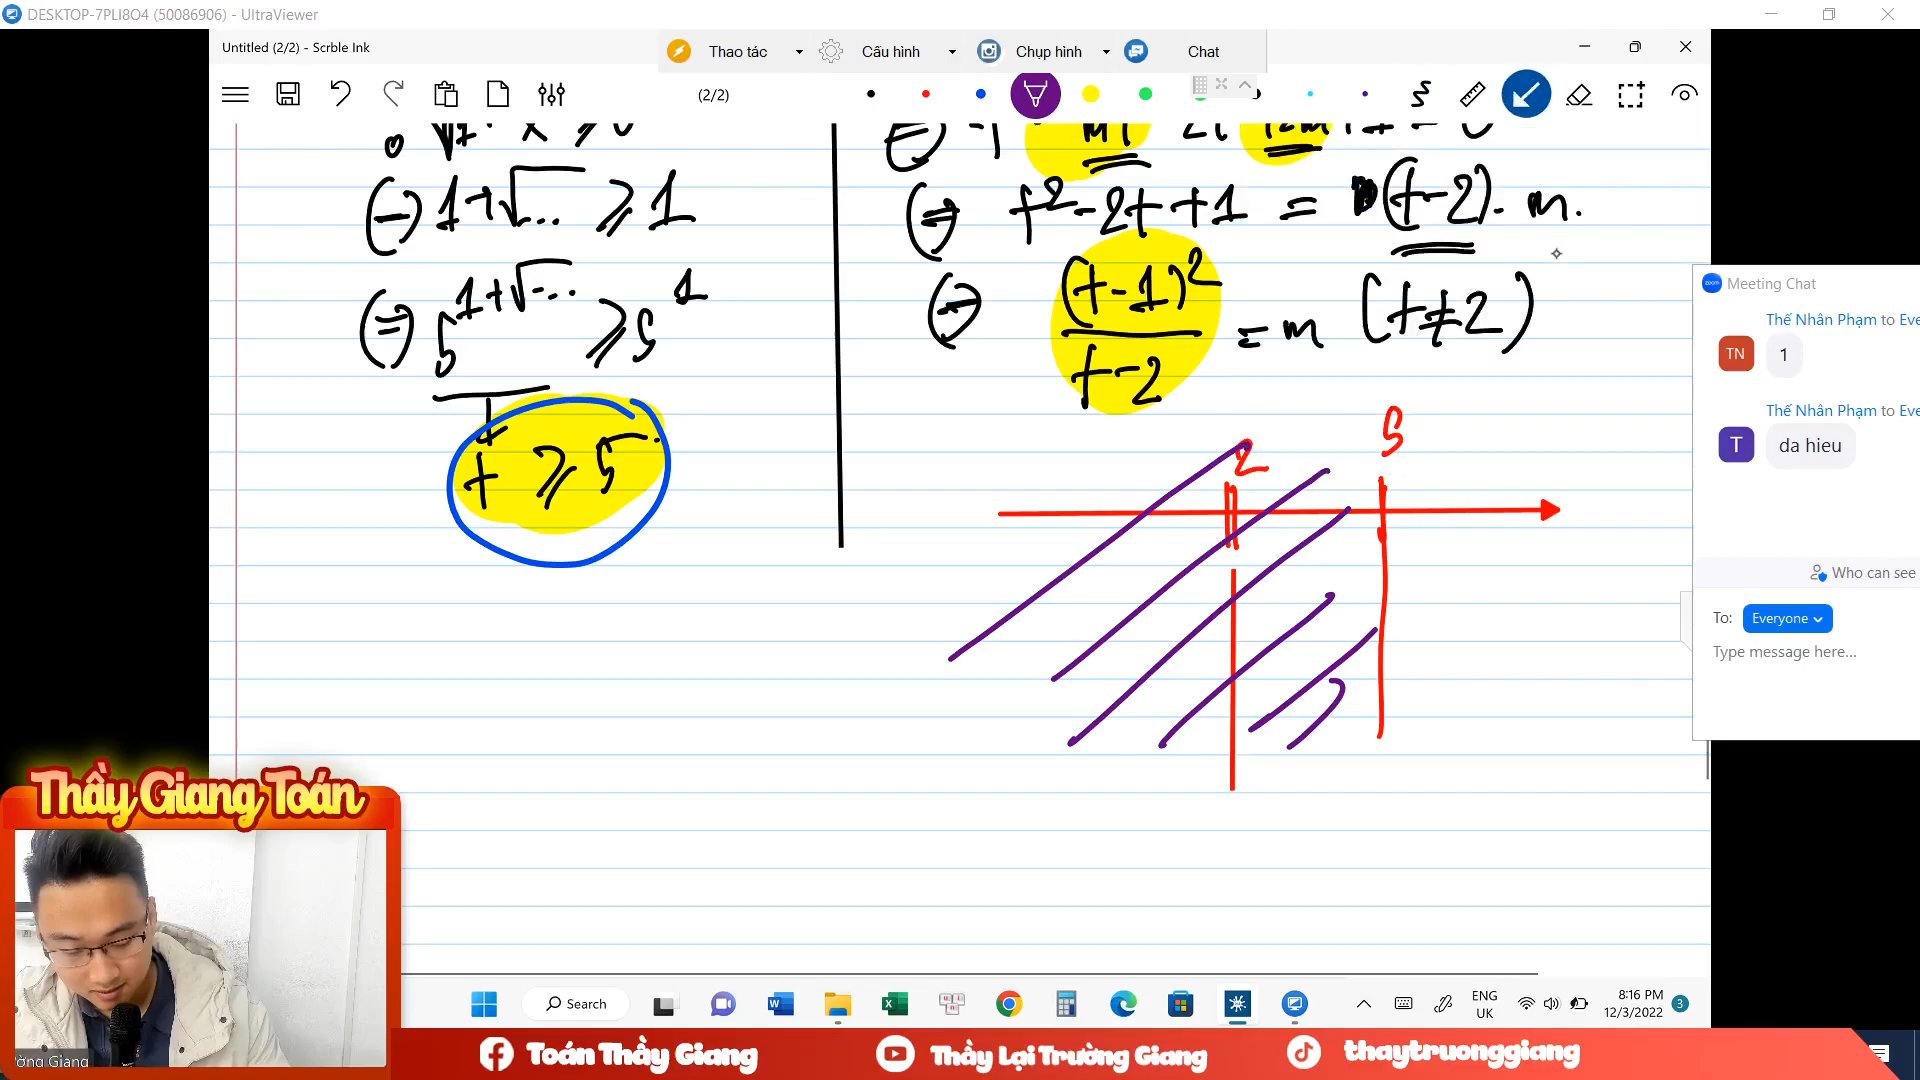 DESKTOP-7PLI8O4 (50086906) - UltraViewer
Untitled (2/2) - Scrble Ink
Thao tác
Cấu hình
Chụp hình
Chat
(2/2)
(=) 1+√... ⩾ 1
(=) 5^(1+√...) ⩾ 5^1
t ⩾ 5
(=) t² - 2t + 1 = (t-2). m.
(=) (t-1)²/(t-2) = m (t≠2)
2
5
Meeting Chat
Thế Nhân Phạm to Eve
TN
1
Thế Nhân Phạm to Eve
T
da hieu
Who can see
To: Everyone
Type message here...
Thầy Giang Toán
ờng Giang
Search
ENG
UK
8:16 PM
12/3/2022
3
Toán Thầy Giang
Thầy Lại Trường Giang
thaytruonggiang